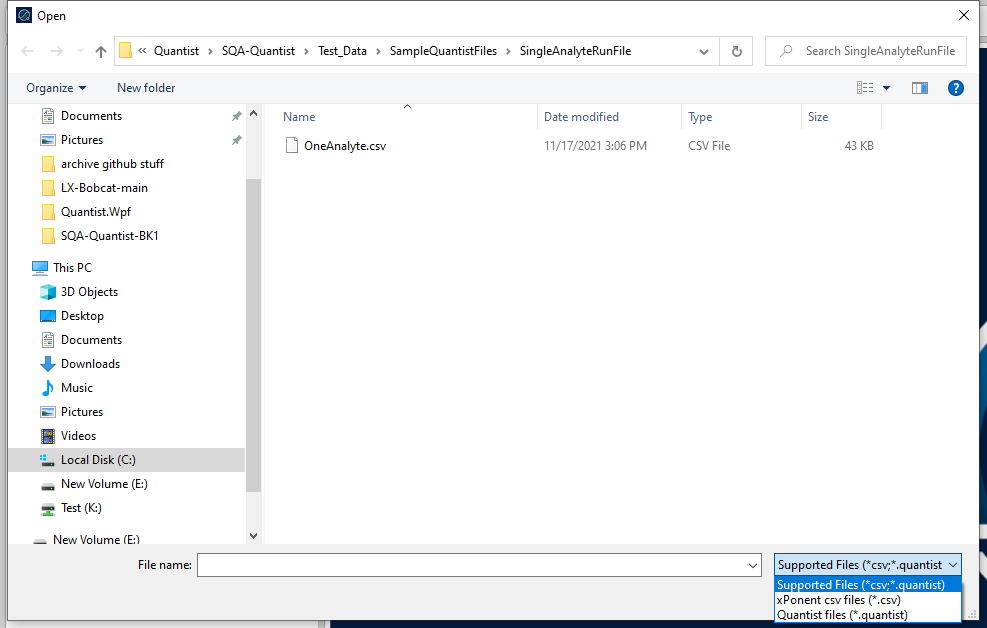 Open
« Quantist > SQA-Quantist > Test_Data > SampleQuantistFiles > SingleAnalyteRunFile
Search SingleAnalyteRunFile
Organize New folder
Name Date modified Type Size
OneAnalyte.csv 11/17/2021 3:06 PM CSV File 43 KB
Documents
Pictures
archive github stuff
LX-Bobcat-main
Quantist.Wpf
SQA-Quantist-BK1
This PC
3D Objects
Desktop
Documents
Downloads
Music
Pictures
Videos
Local Disk (C:)
New Volume (E:)
Test (K:)
New Volume (E:)
File name:
Supported Files (*csv;*.quantist
Supported Files (*csv;*.quantist)
xPonent csv files (*.csv)
Quantist files (*.quantist)